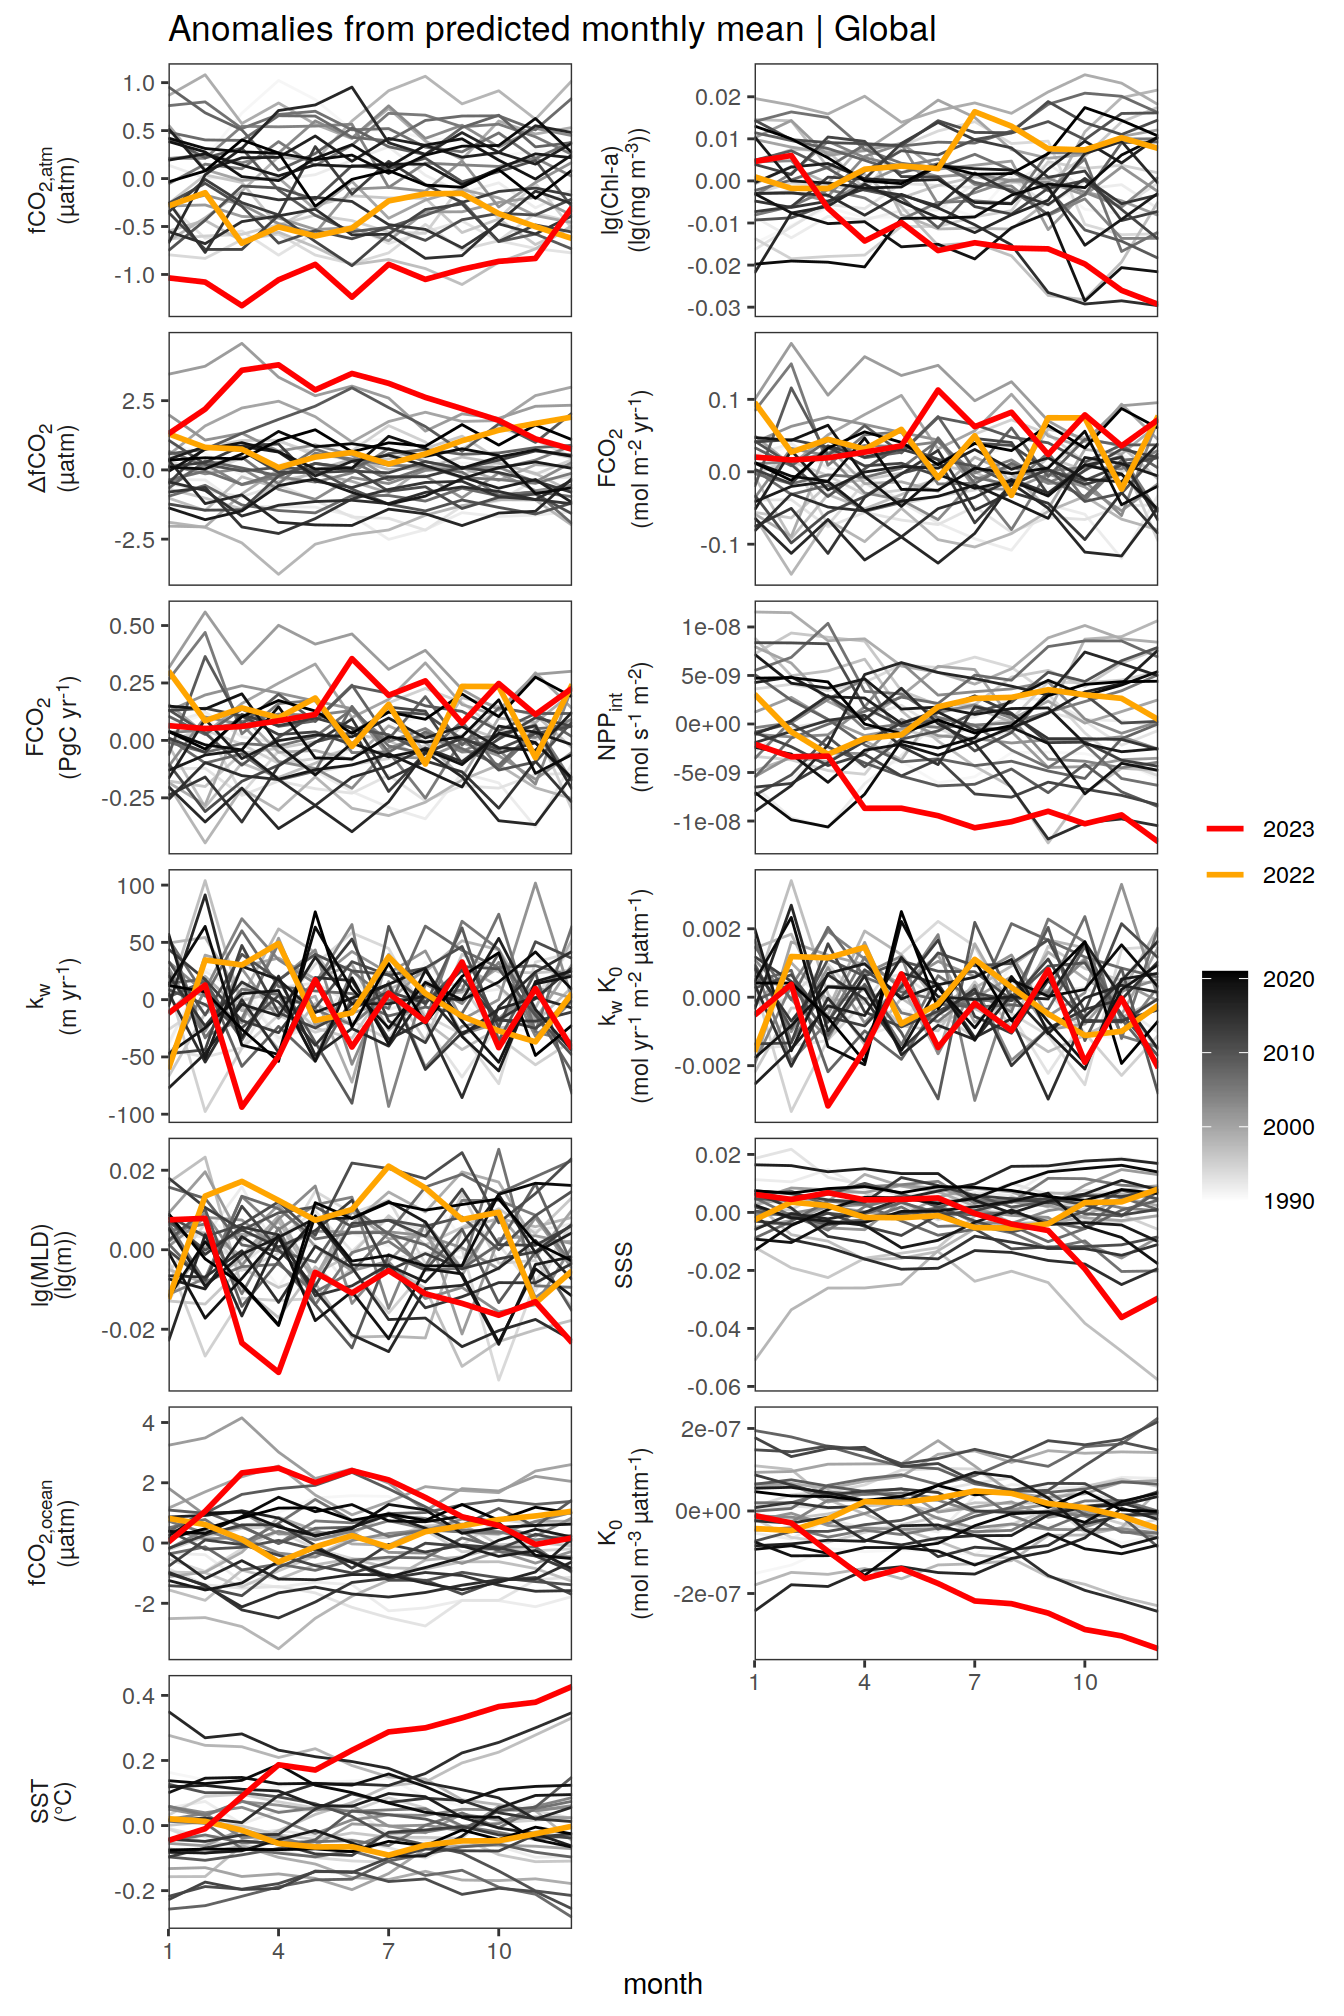 Anomalies from predicted monthly mean | Global
fCO2,atm
(µatm)
1.0
0.5
0.0
-0.5
-1.0
lg(Chl-a)
(lg(mg m-3))
0.02
0.01
0.00
-0.01
-0.02
-0.03
ΔfCO2
(µatm)
2.5
0.0
-2.5
FCO2
(mol m-2 yr-1)
0.1
0.0
-0.1
FCO2
(PgC yr-1)
0.50
0.25
0.00
-0.25
NPPint
(mol s-1 m-2)
1e-08
5e-09
0e+00
-5e-09
-1e-08
kw
(m yr-1)
100
50
0
-50
-100
kw K0
(mol yr-1 m-2 µatm-1)
0.002
0.000
-0.002
lg(MLD)
(lg(m))
0.02
0.00
-0.02
SSS
0.02
0.00
-0.02
-0.04
-0.06
fCO2,ocean
(µatm)
4
2
0
-2
K0
(mol m-3 µatm-1)
2e-07
0e+00
-2e-07
1 4 7 10
SST
(°C)
0.4
0.2
0.0
-0.2
1 4 7 10
month
2023
2022
2020
2010
2000
1990